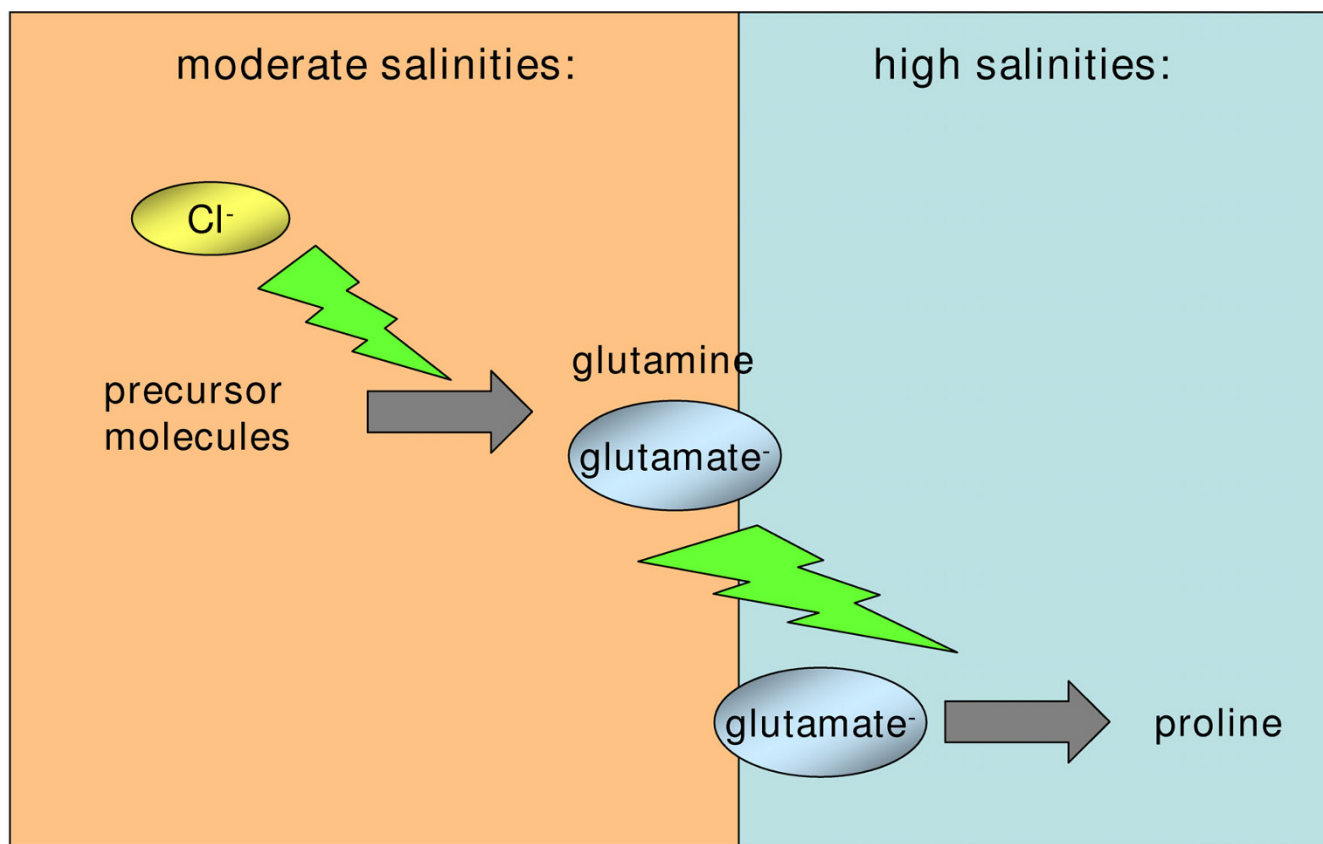 moderate salinities:
high salinities:
Cl⁻
precursor
molecules
glutamine
glutamate⁻
glutamate⁻
proline